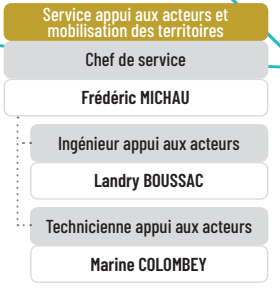 Service appui aux acteurs et
mobilisation des territoires
Chef de service
Frédéric MICHAU
Ingénieur appui aux acteurs
Landry BOUSSAC
Technicienne appui aux acteurs
Marine COLOMBEY